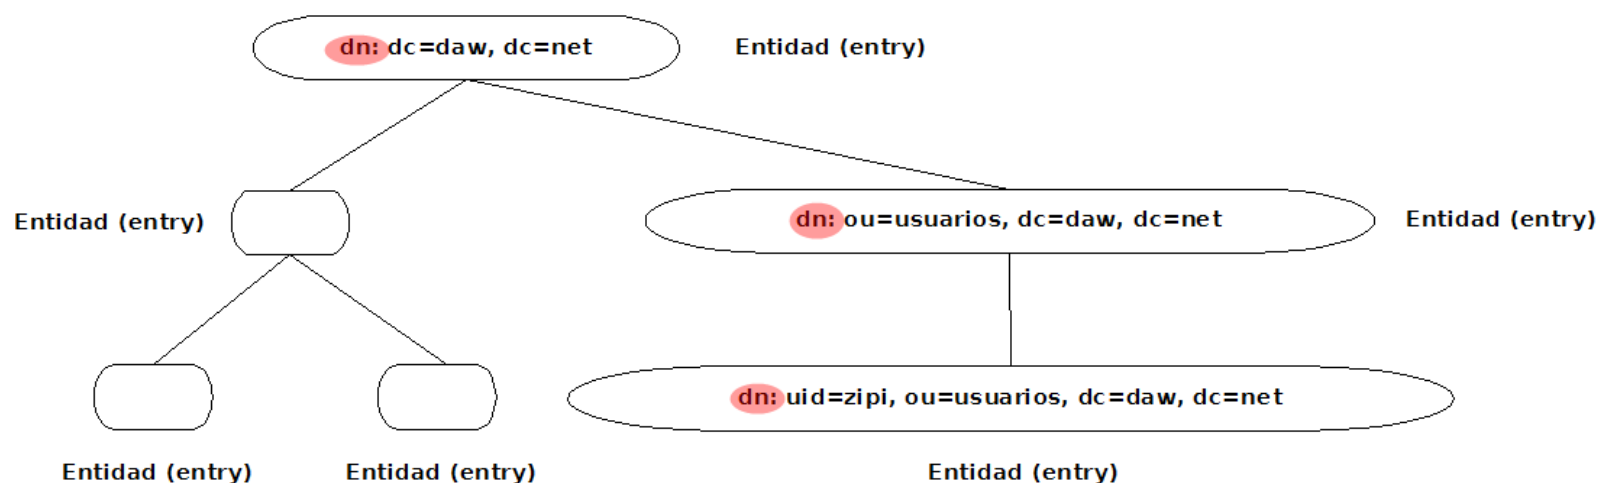 dn: dc=daw, dc=net
Entidad (entry)
Entidad (entry)
dn: ou=usuarios, dc=daw, dc=net
Entidad (entry)
dn: uid=zipi, ou=usuarios, dc=daw, dc=net
Entidad (entry)
Entidad (entry)
Entidad (entry)